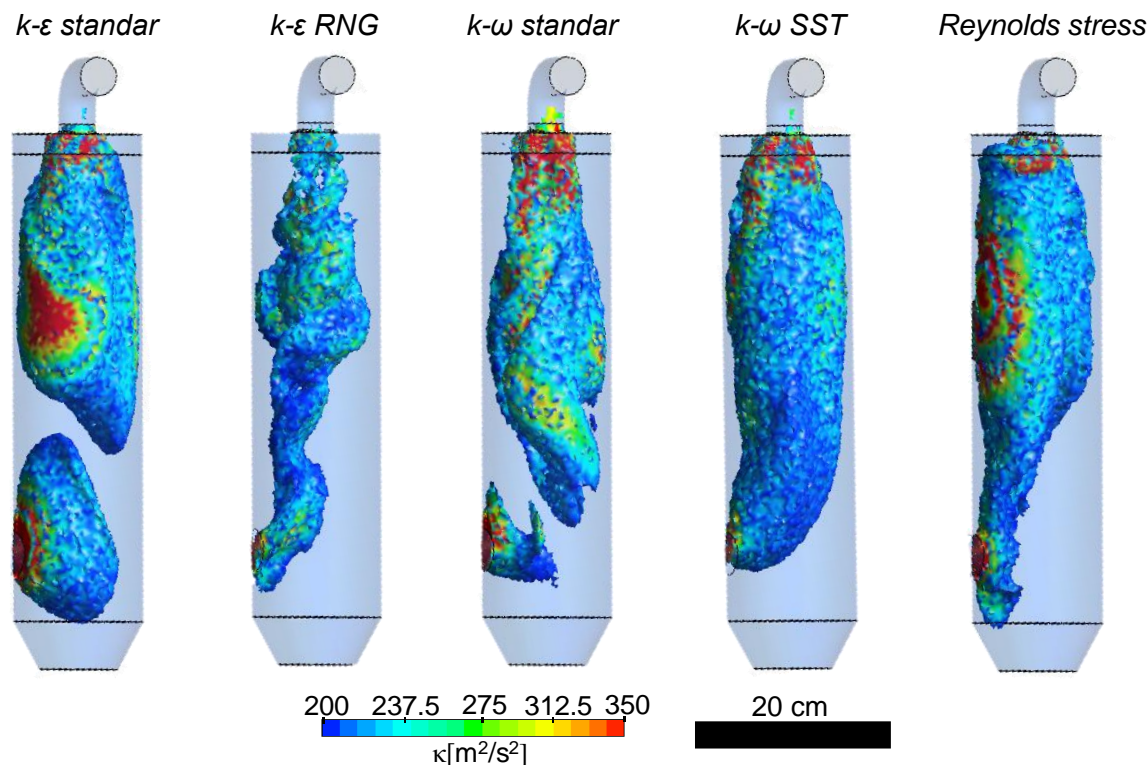 k-ε standar k-ε RNG k-ω standar k-ω SST Reynolds stress
200 237.5 275 312.5 350
κ[m²/s²]
20 cm